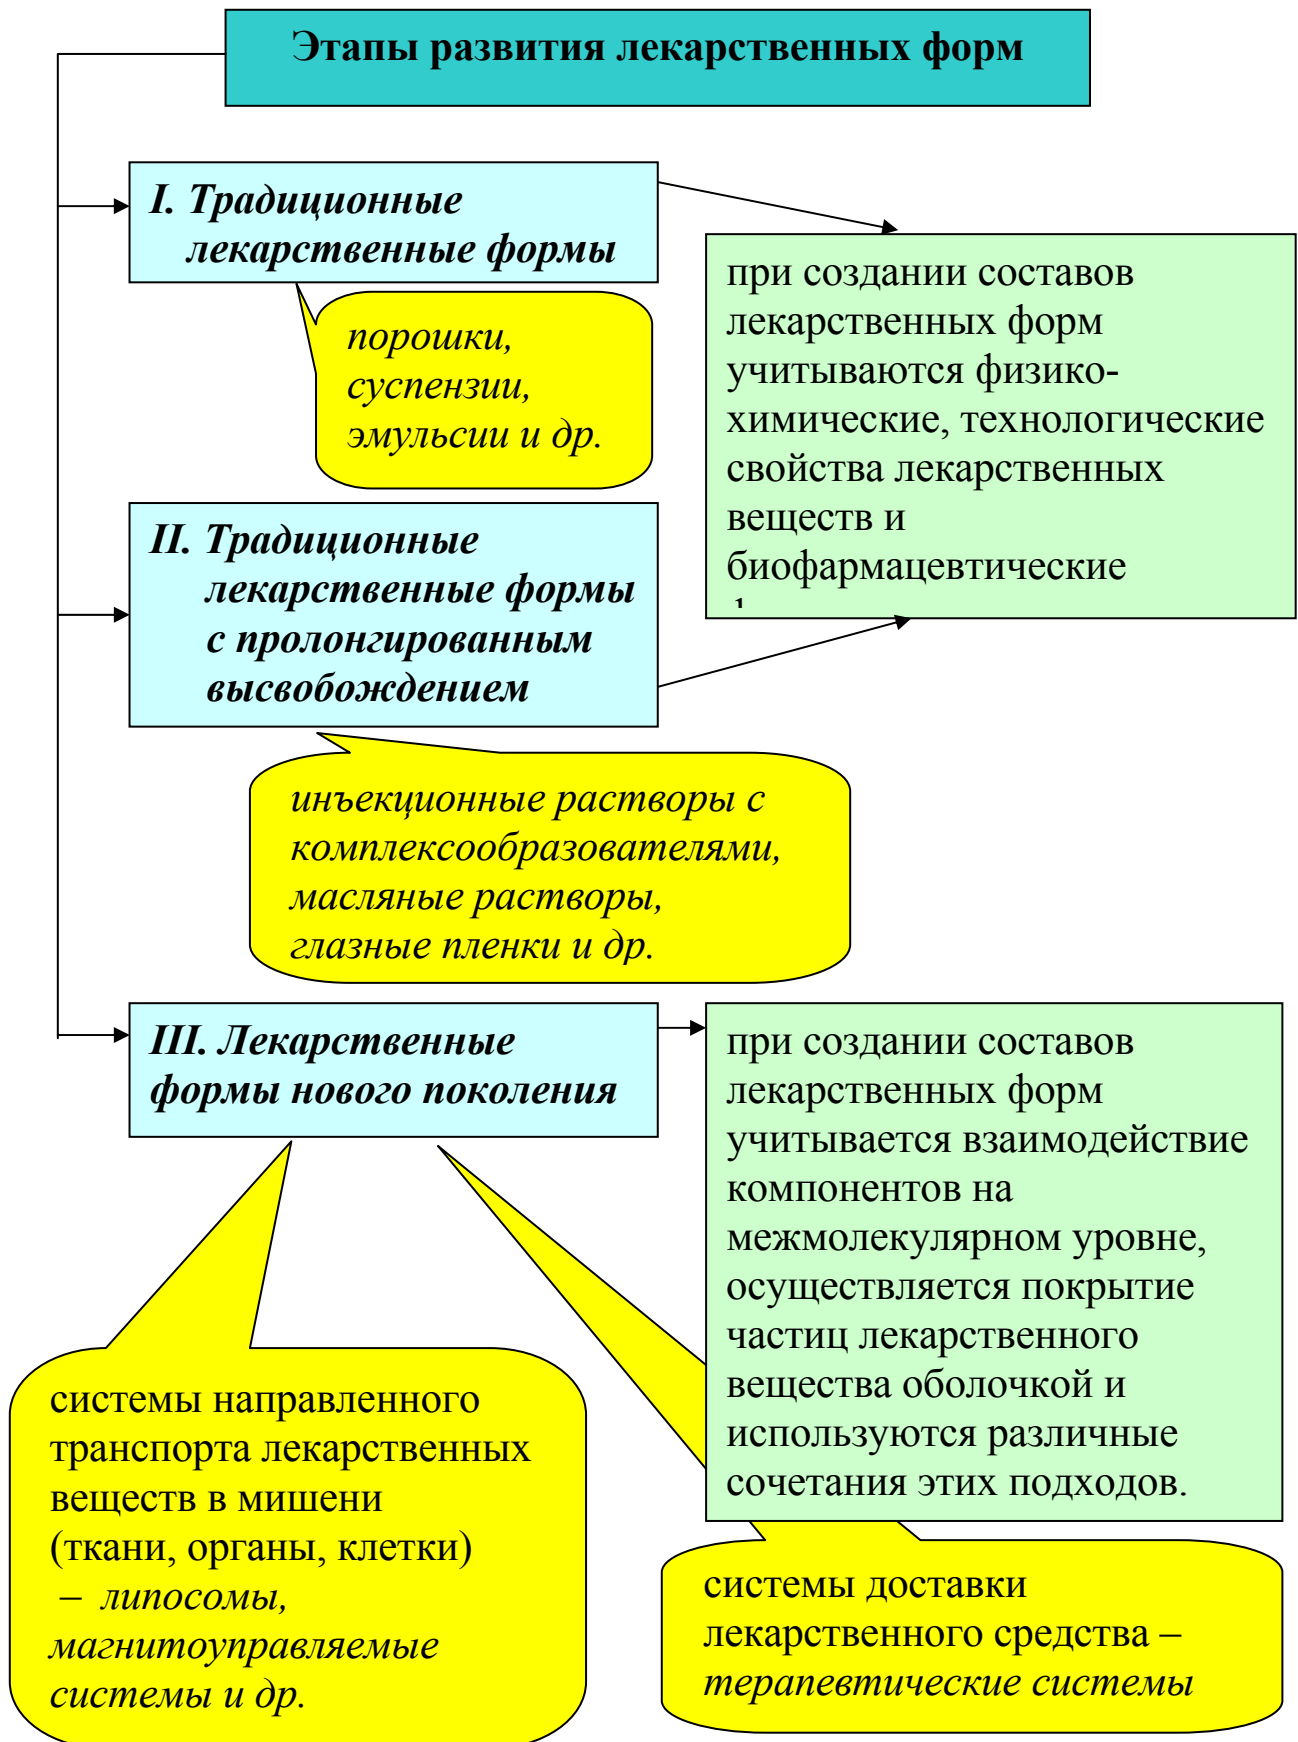 Этапы развития лекарственных форм
I. Традиционные
лекарственные формы
порошки,
суспензии,
эмульсии и др.
при создании составов
лекарственных форм
учитываются физико-
химические, технологические
свойства лекарственных
веществ и
биофармацевтические
II. Традиционные
лекарственные формы
с пролонгированным
высвобождением
инъекционные растворы с
комплексообразователями,
масляные растворы,
глазные пленки и др.
III. Лекарственные
формы нового поколения
при создании составов
лекарственных форм
учитывается взаимодействие
компонентов на
межмолекулярном уровне,
осуществляется покрытие
частиц лекарственного
вещества оболочкой и
используются различные
сочетания этих подходов.
системы направленного
транспорта лекарственных
веществ в мишени
(ткани, органы, клетки)
– липосомы,
магнитоуправляемые
системы и др.
системы доставки
лекарственного средства –
терапевтические системы